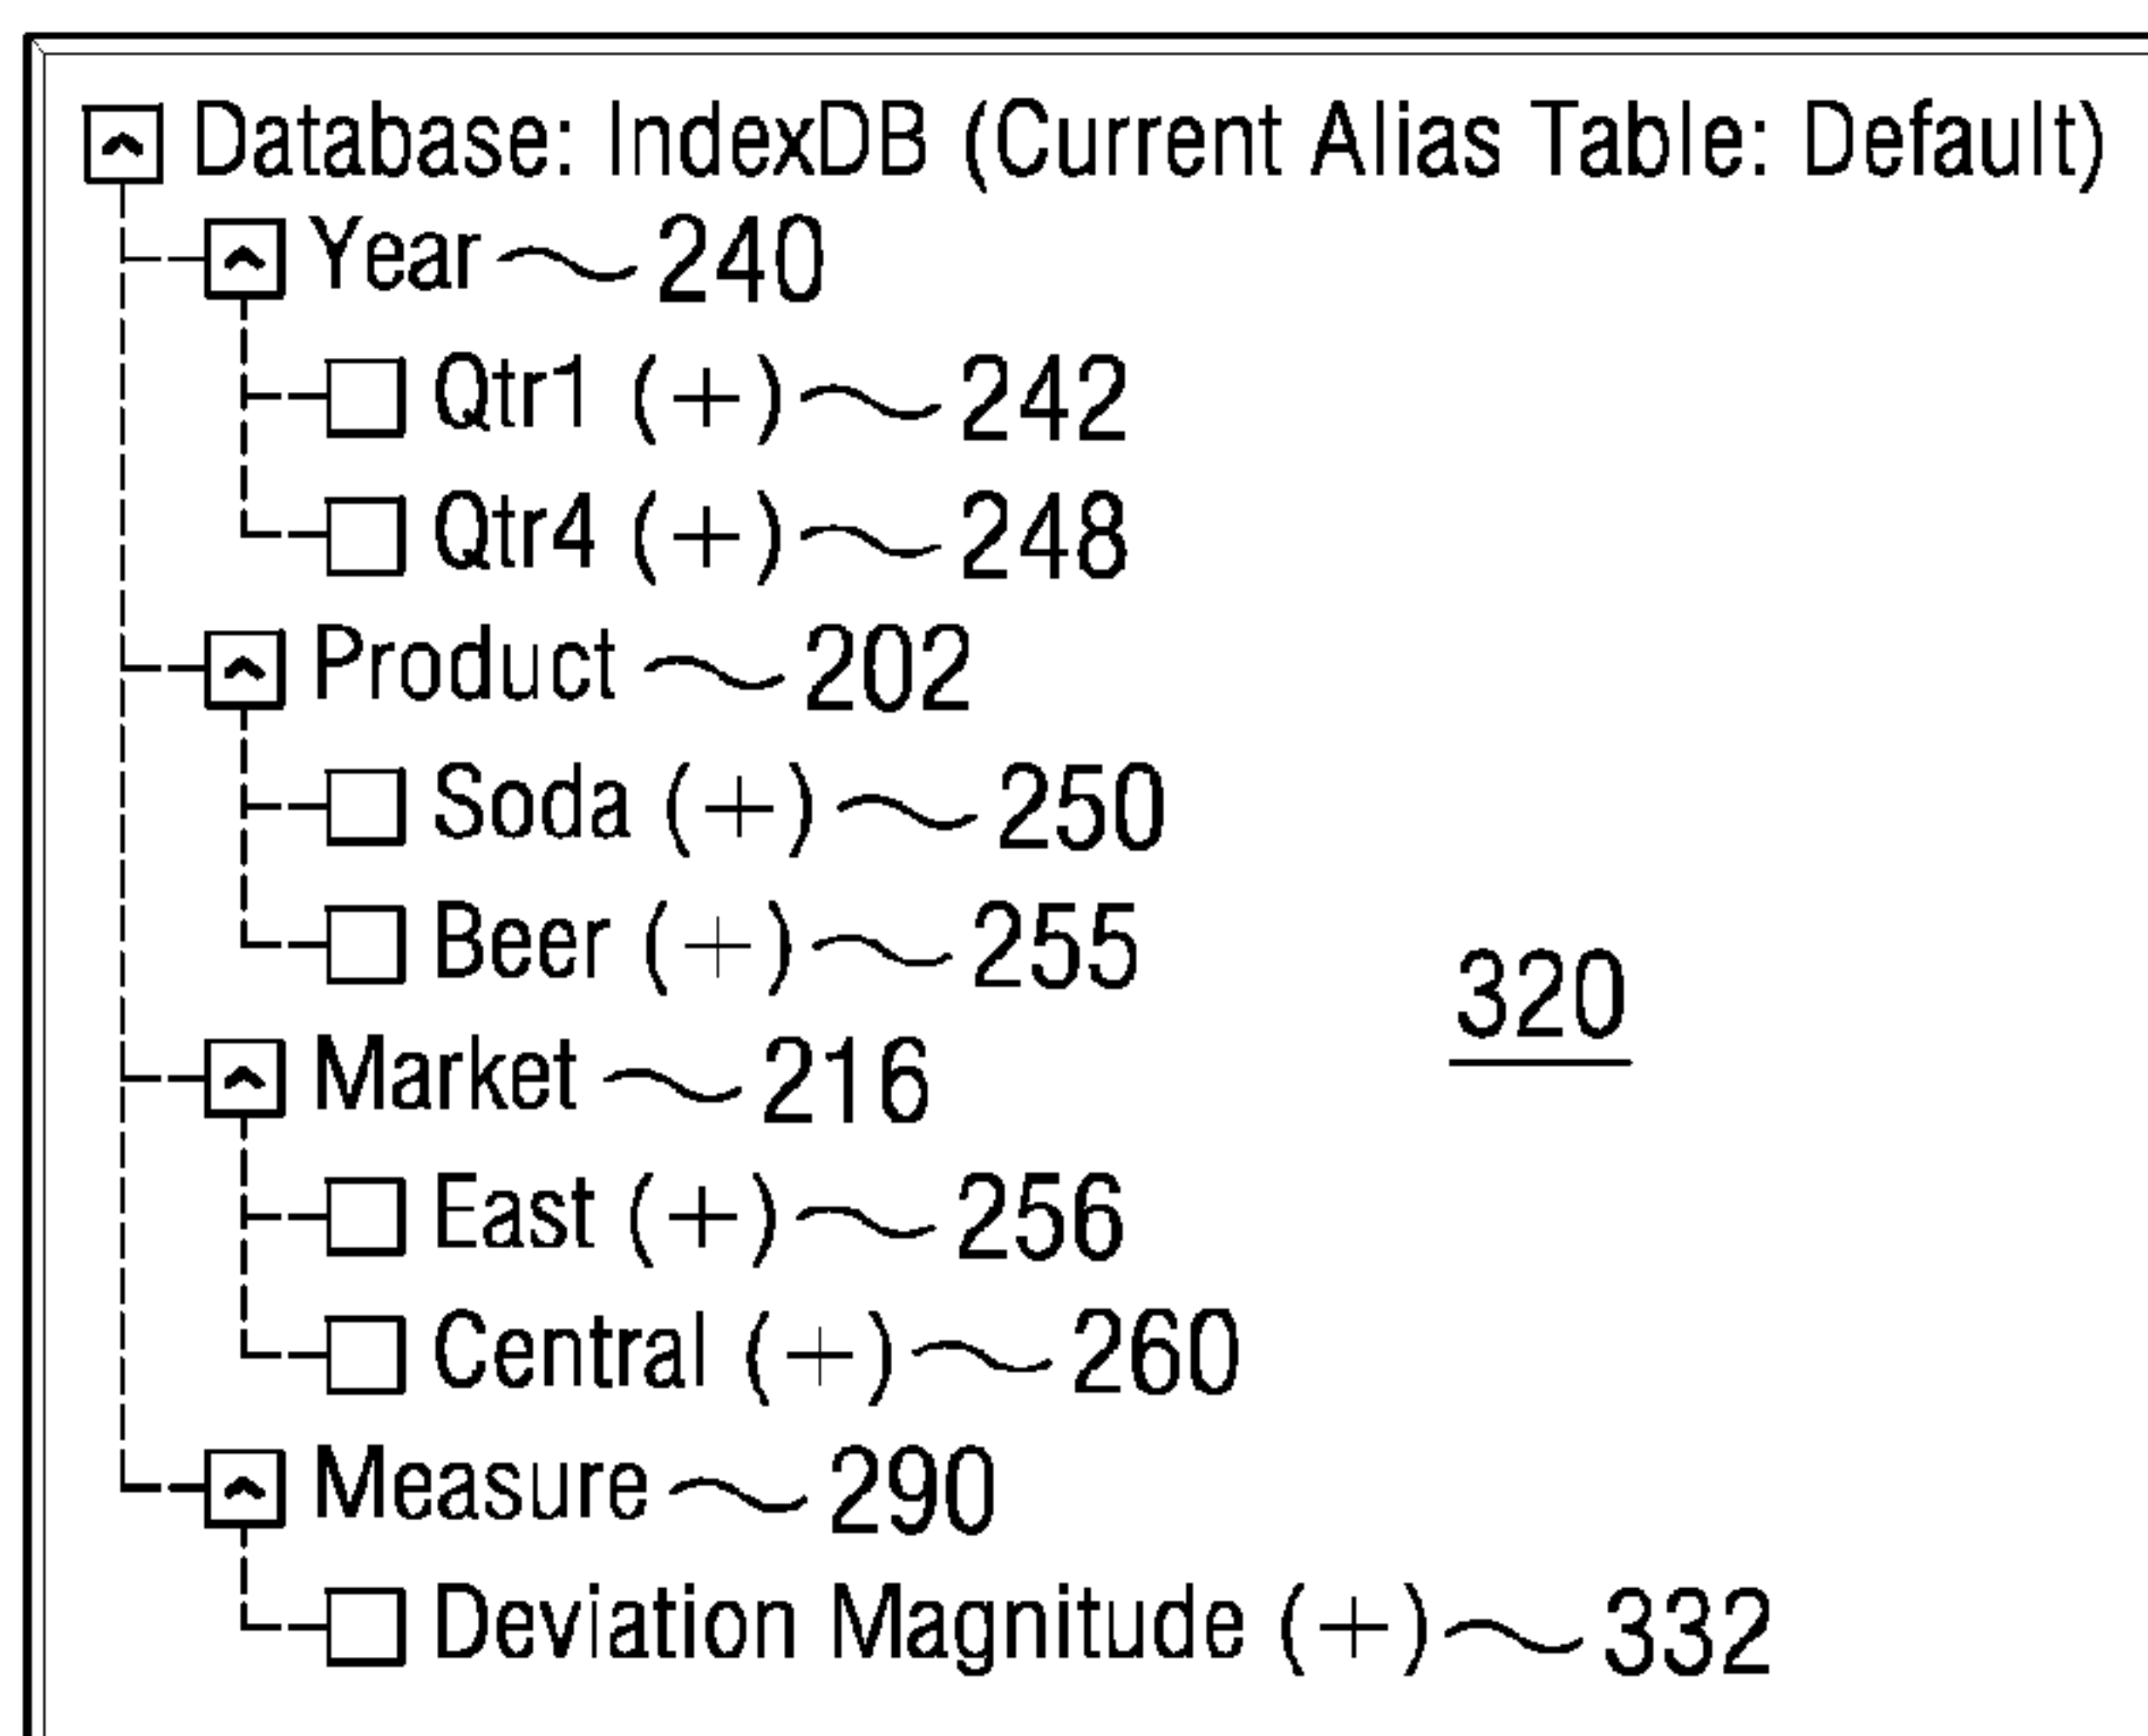 Database: IndexDB (Current Alias Table: Default)
Year 240
Qtr1 (+) 242
Qtr4 (+) 248
Product 202
Soda (+) 250
Beer (+) 255
320
Market 216
East (+) 256
Central (+) 260
Measure 290
Deviation Magnitude (+) 332